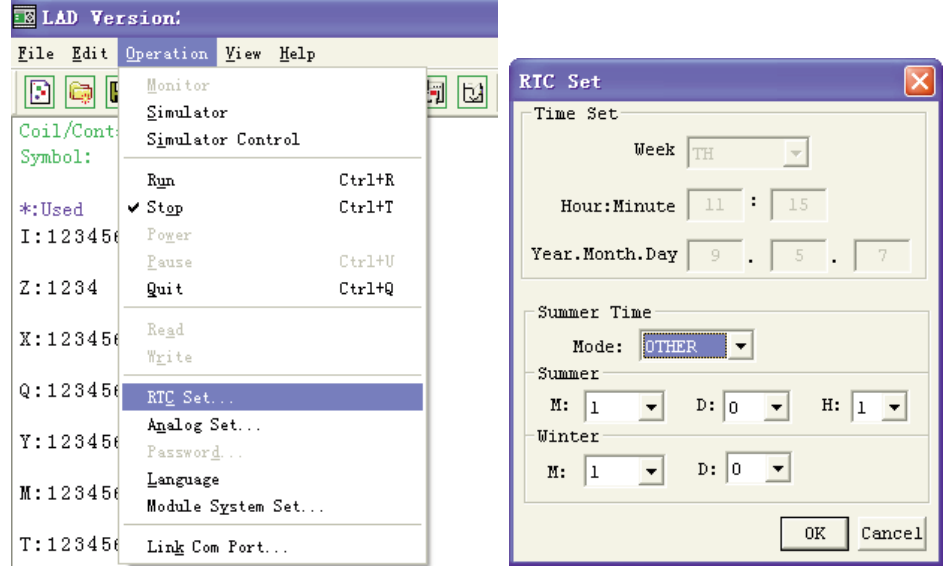 LAD Version:
File Edit Operation View Help
Monitor
Simulator
Simulator Control
Run Ctrl+R
Stop Ctrl+T
Power
Pause Ctrl+U
Quit Ctrl+Q
Read
Write
RTC Set...
Analog Set...
Password...
Language
Module System Set...
Link Com Port...
Coil/Cont
Symbol:
*:Used
I:123456
Z:1234
X:123456
Q:123456
Y:123456
M:123456
T:123456
RTC Set
Time Set
Week TH
Hour:Minute 11 : 15
Year.Month.Day 9 . 5 . 7
Summer Time
Mode: OTHER
Summer
M: 1 D: 0 H: 1
Winter
M: 1 D: 0
OK Cancel